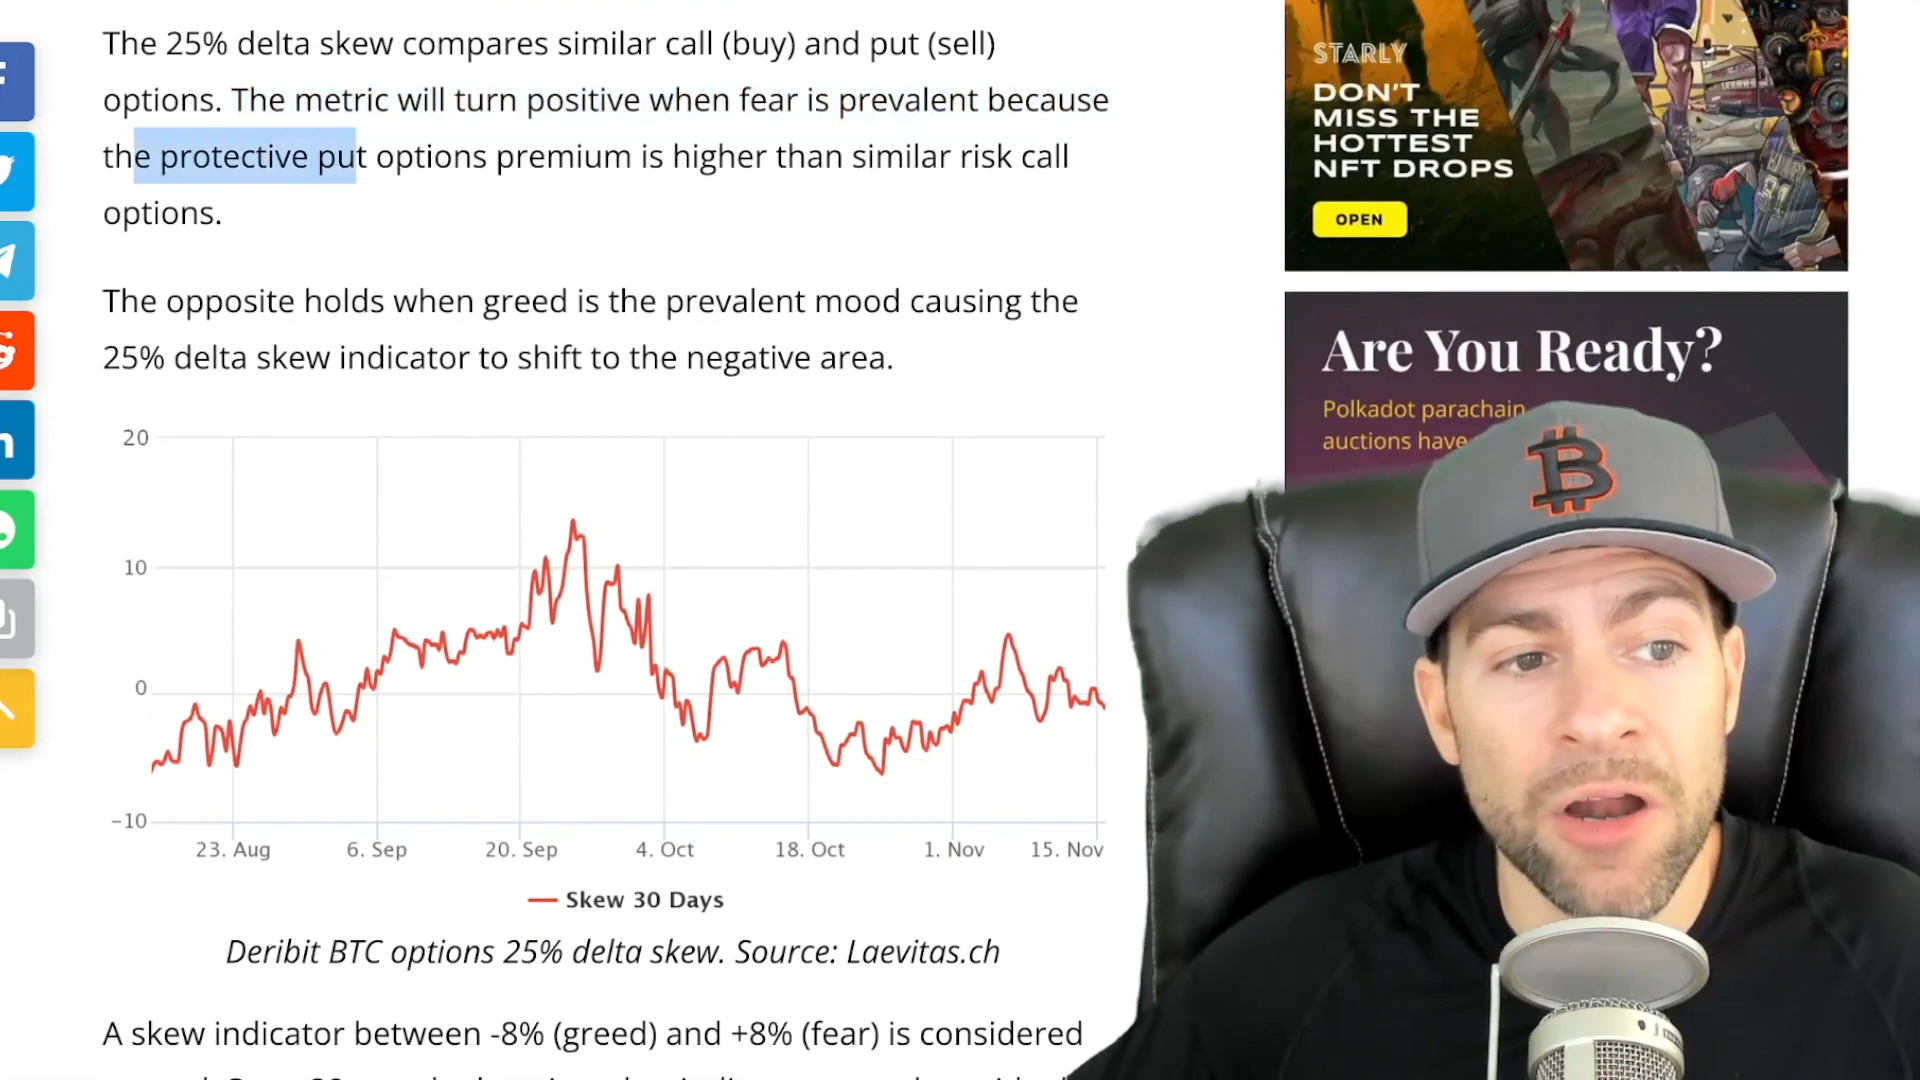 The 25% delta skew compares similar call (buy) and put (sell)
options. The metric will turn positive when fear is prevalent because
the protective put options premium is higher than similar risk call
options.
The opposite holds when greed is the prevalent mood causing the
25% delta skew indicator to shift to the negative area.
20
10
0
-10
23. Aug 6. Sep 20. Sep 4. Oct 18. Oct 1. Nov 15. Nov
Skew 30 Days
Deribit BTC options 25% delta skew. Source: Laevitas.ch
A skew indicator between -8% (greed) and +8% (fear) is considered
STARLY
DON'T
MISS THE
HOTTEST
NFT DROPS
OPEN
Are You Ready?
Polkadot parachain
auctions have